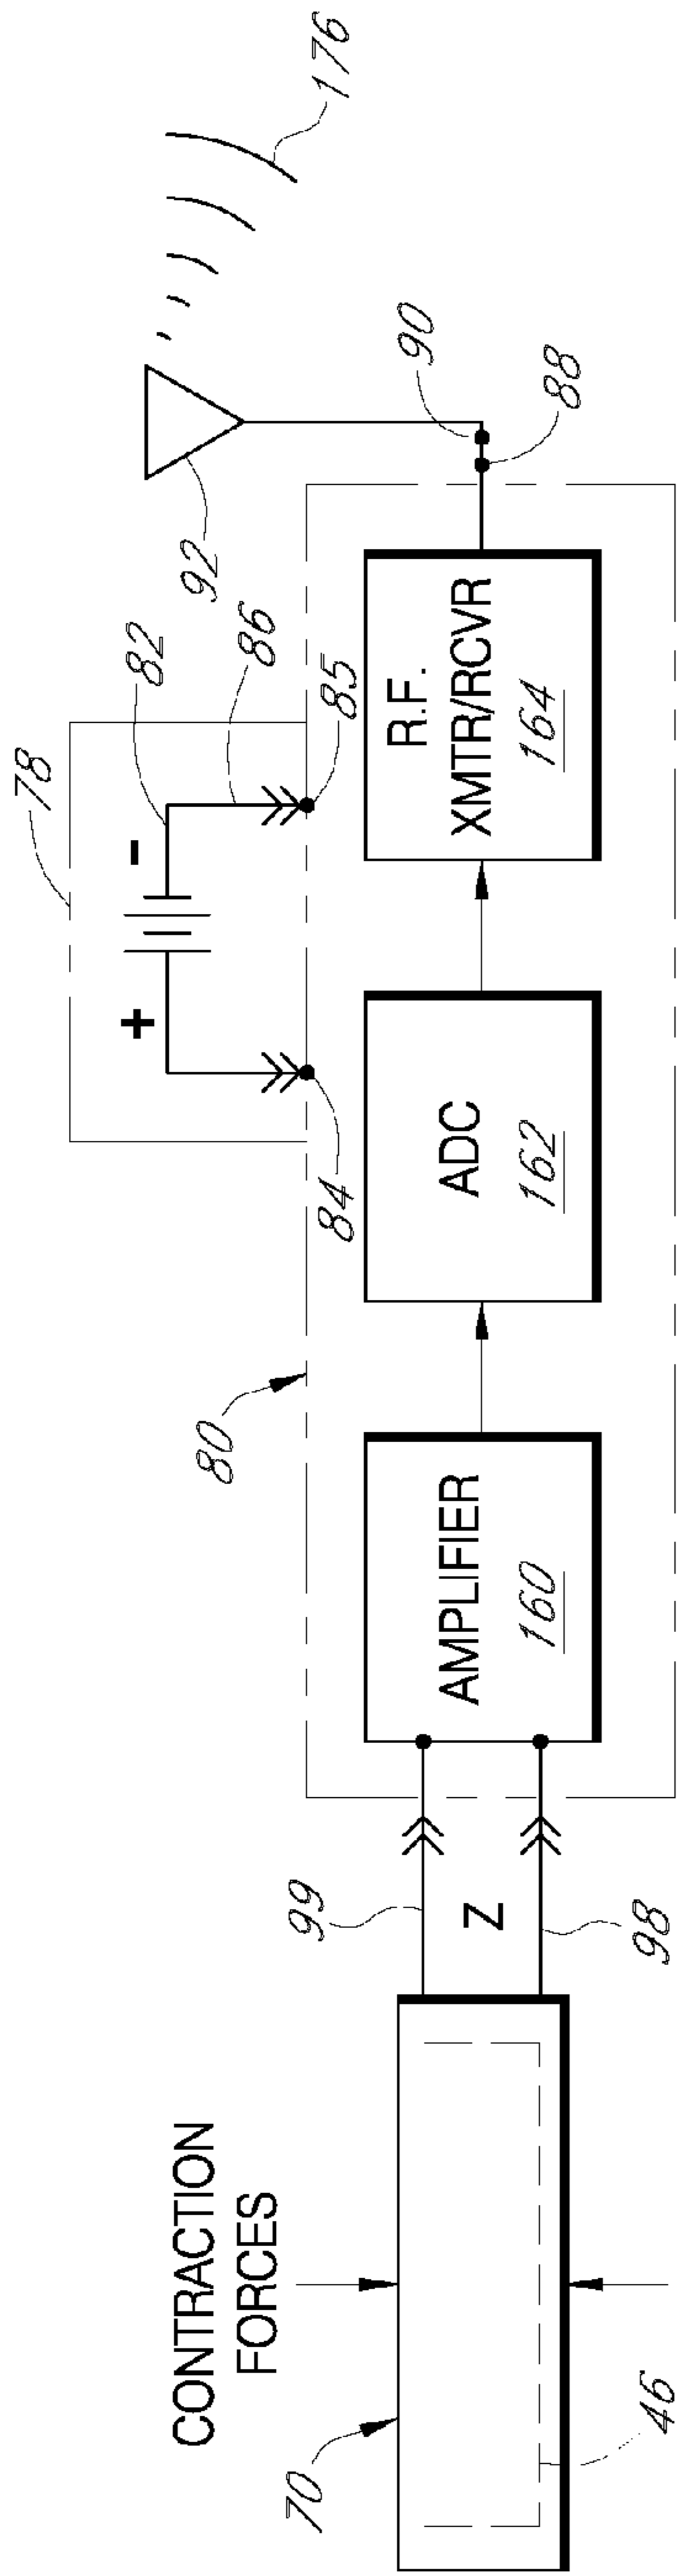 CONTRACTION
FORCES
70
46
99
Z
98
80
AMPLIFIER
160
ADC
162
R.F.
XMTR/RCVR
164
78
+
-
82
86
84
85
92
90
88
176